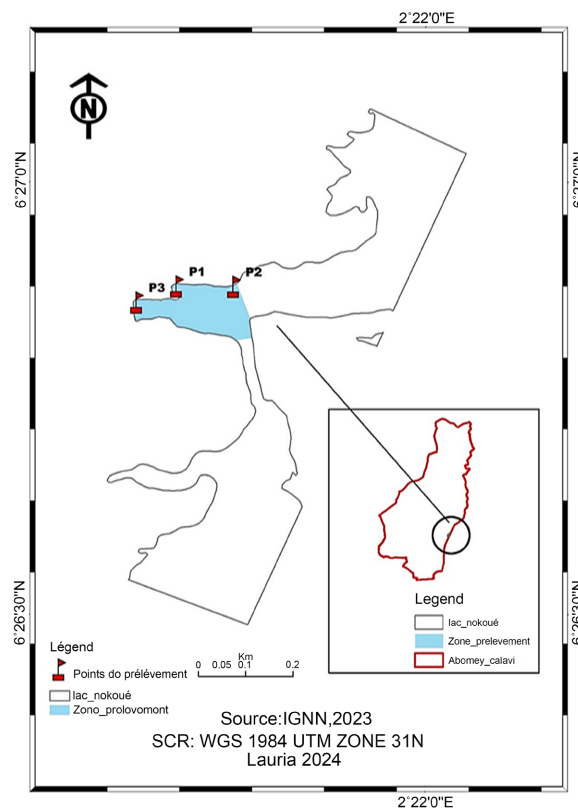 2°22'0"E
N
6°27'0"N
6°27'0"N
P1
P2
P3
6°26'30"N
6°26'30"N
Legend
lac_nokoué
Zone_prelevement
Abomey_calavi
Légend
Points do prélévement
lac_nokoué
Zono_prolovomont
Km
0 0.05 0.1 0.2
Source:IGNN,2023
SCR: WGS 1984 UTM ZONE 31N
Lauria 2024
2°22'0"E